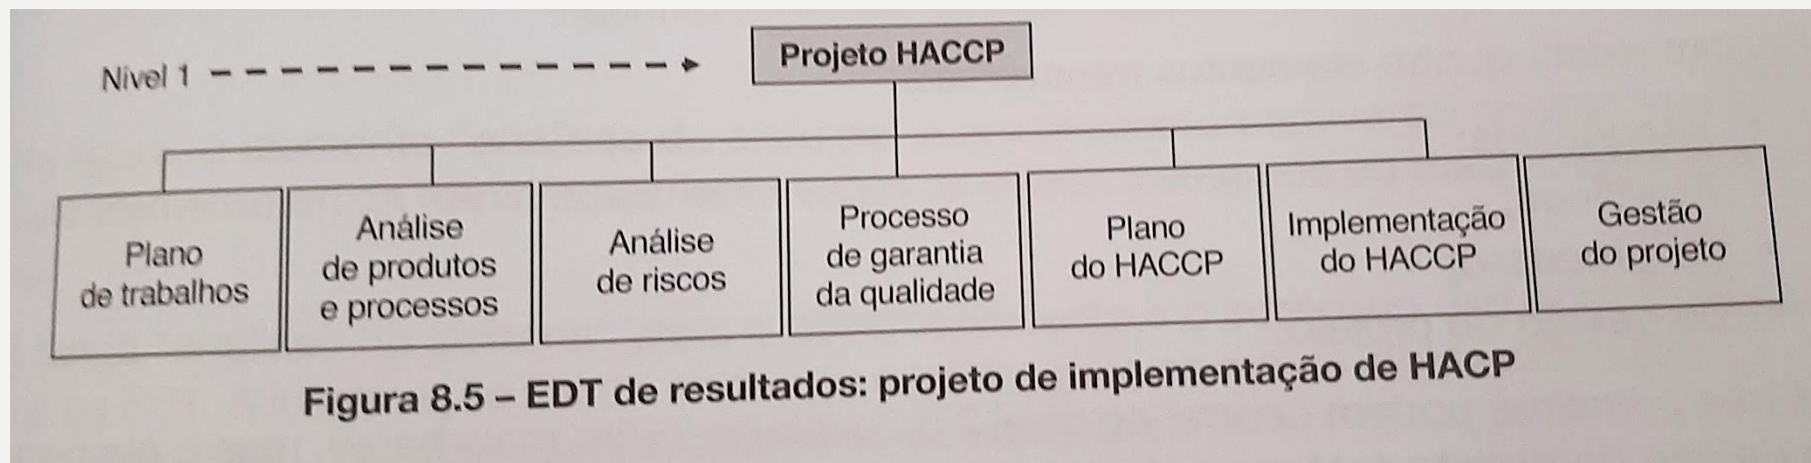 Nível 1
Projeto HACCP
Plano
de trabalhos
Análise
de produtos
e processos
Análise
de riscos
Processo
de garantia
da qualidade
Plano
do HACCP
Implementação
do HACCP
Gestão
do projeto
Figura 8.5 – EDT de resultados: projeto de implementação de HACP